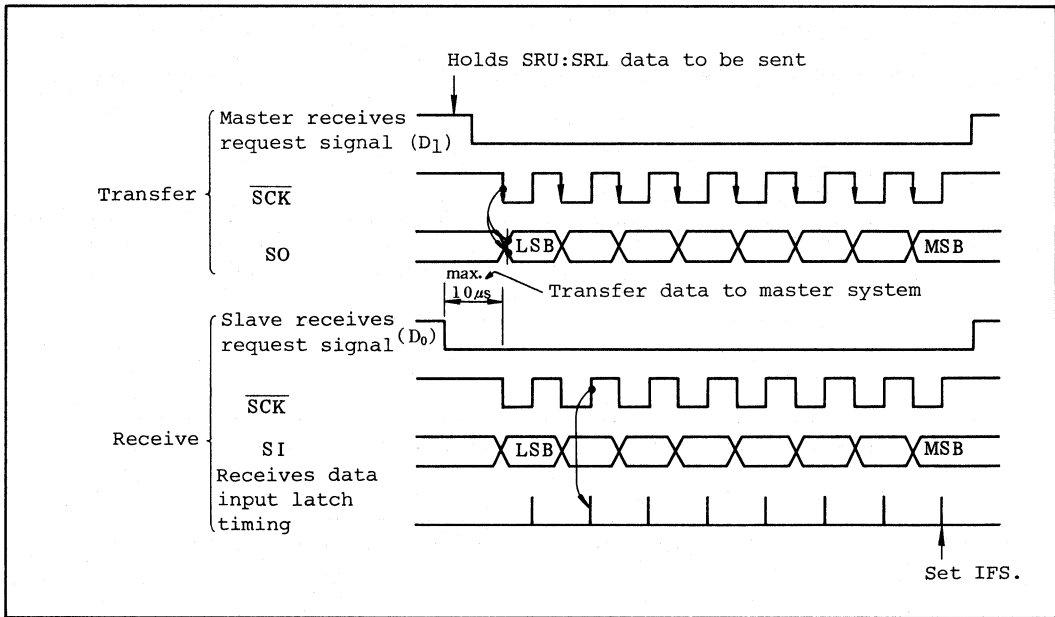 Holds SRU:SRL data to be sent
Master receives
request signal (D1)
Transfer
SCK
SO
LSB
MSB
max.
10μs
Transfer data to master system
Slave receives
request signal (D0)
SCK
Receive
SI
LSB
MSB
Receives data
input latch
timing
Set IFS.